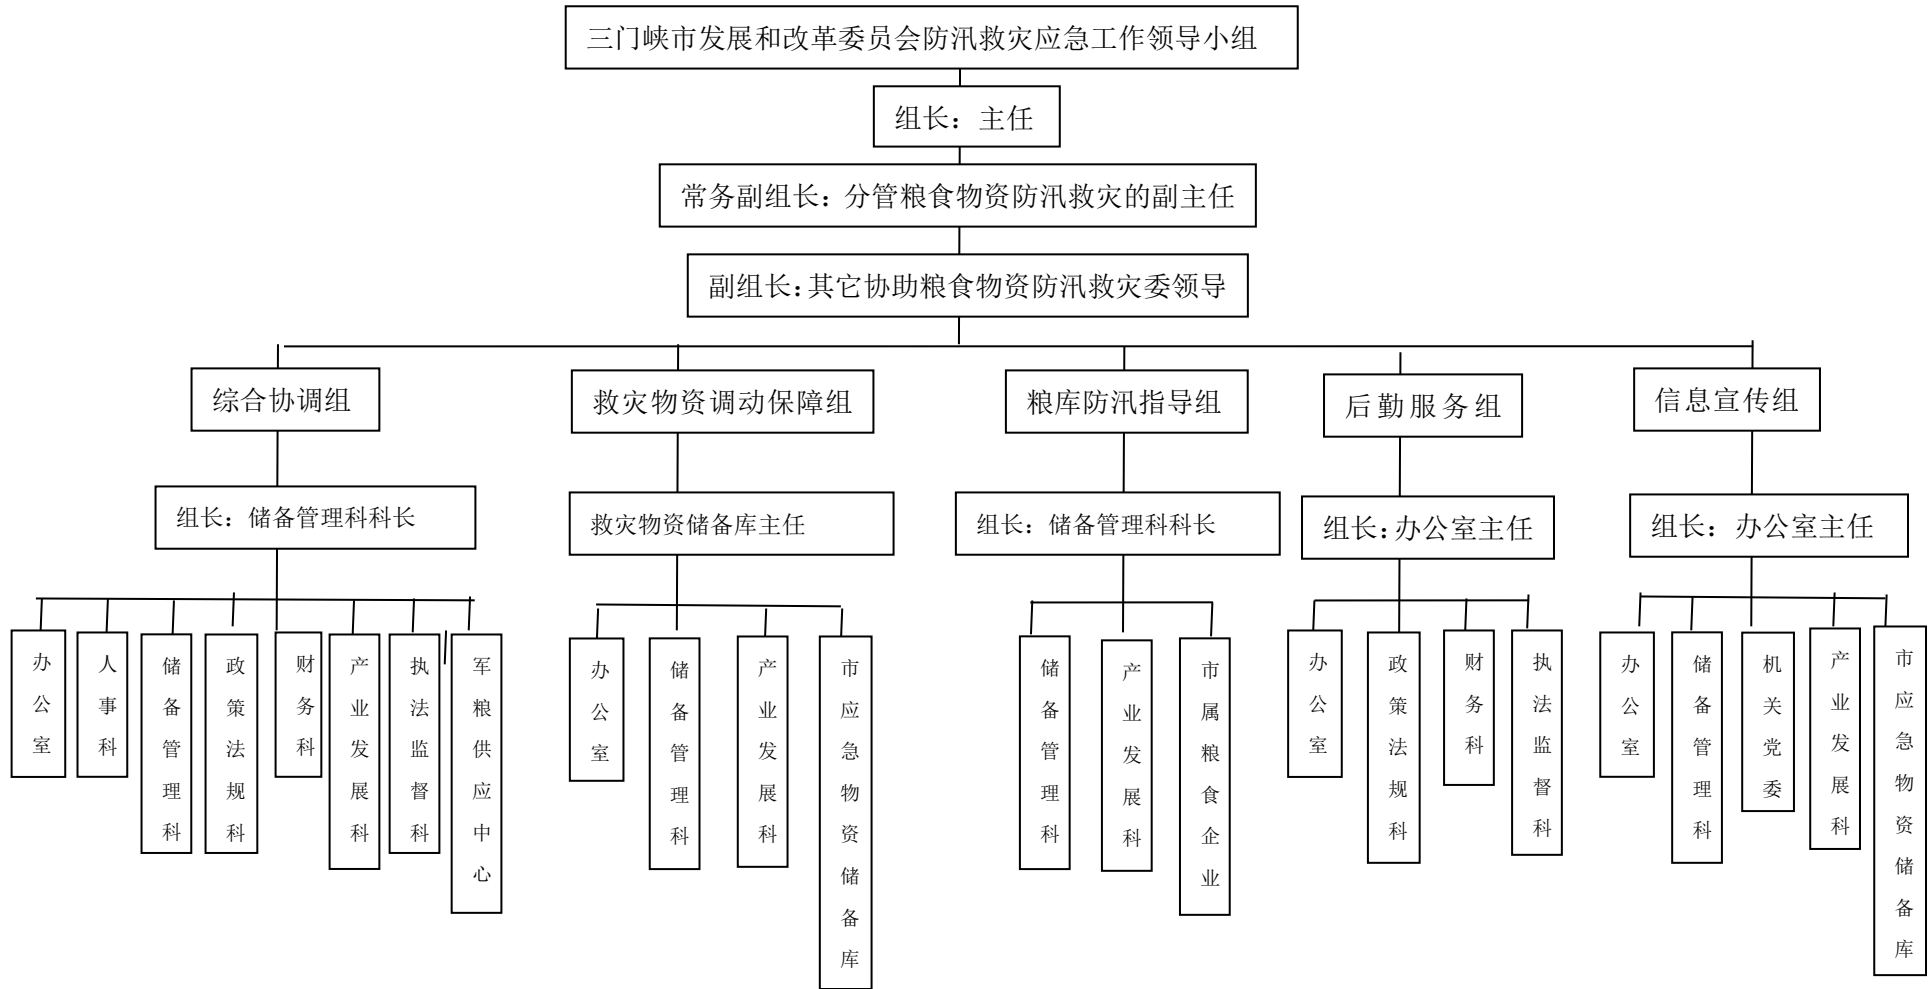 三门峡市发展和改革委员会防汛救灾应急工作领导小组
组长：主任
常务副组长：分管粮食物资防汛救灾的副主任
副组长：其它协助粮食物资防汛救灾委领导
综合协调组
救灾物资调动保障组
粮库防汛指导组
后勤服务组
信息宣传组
组长：储备管理科科长
救灾物资储备库主任
组长：储备管理科科长
组长：办公室主任
组长：办公室主任
办公室
人事科
储备管理科
政策法规科
财务科
产业发展科
执法监督科
军粮供应中心
办公室
储备管理科
产业发展科
市应急物资储备库
储备管理科
产业发展科
市属粮食企业
办公室
政策法规科
财务科
执法监督科
办公室
储备管理科
机关党委
产业发展科
市应急物资储备库